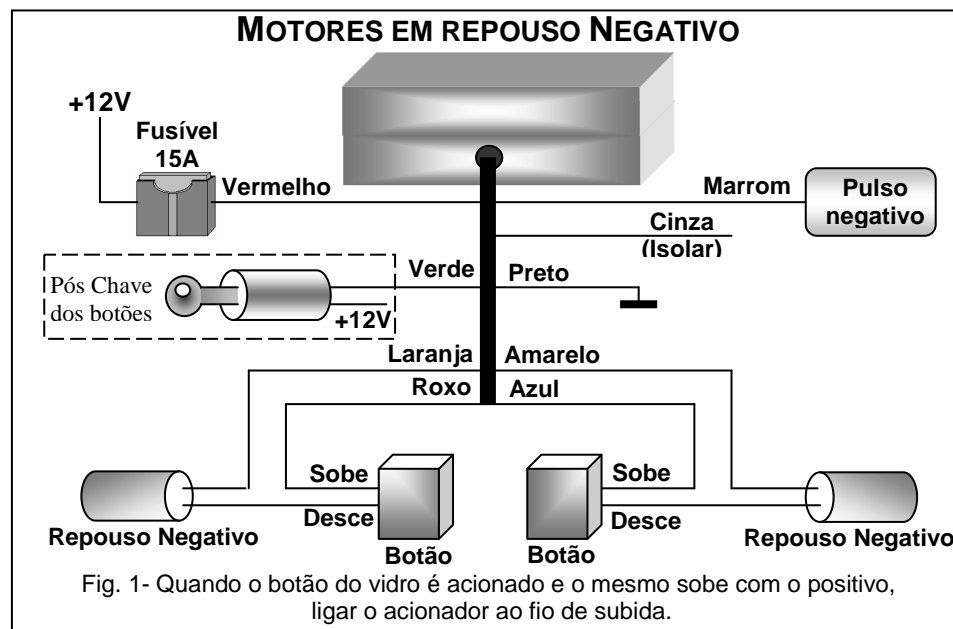 MOTORES EM REPOUSO NEGATIVO
+12V
Fusível
15A
Vermelho
Marrom
Pulso
negativo
Cinza
(Isolar)
Pós Chave
dos botões
+12V
Verde
Preto
Laranja
Amarelo
Roxo
Azul
Sobe
Desce
Sobe
Desce
Repouso Negativo
Botão
Botão
Repouso Negativo
Fig. 1- Quando o botão do vidro é acionado e o mesmo sobe com o positivo,
ligar o acionador ao fio de subida.